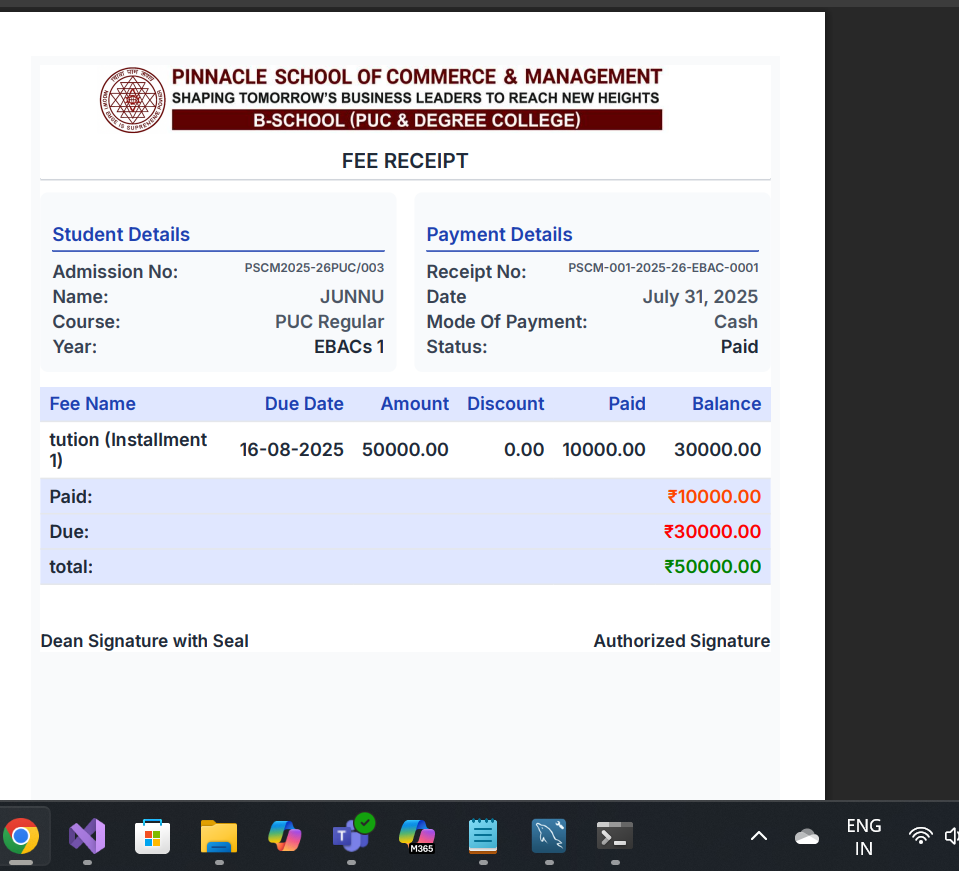 PINNACLE SCHOOL OF COMMERCE & MANAGEMENT
SHAPING TOMORROW'S BUSINESS LEADERS TO REACH NEW HEIGHTS
B-SCHOOL (PUC & DEGREE COLLEGE)
FEE RECEIPT
Student Details
Admission No: PSCM2025-26PUC/003
Name: JUNNU
Course: PUC Regular
Year: EBACs 1
Payment Details
Receipt No: PSCM-001-2025-26-EBAC-0001
Date July 31, 2025
Mode Of Payment: Cash
Status: Paid
Fee Name Due Date Amount Discount Paid Balance
tution (Installment
1) 16-08-2025 50000.00 0.00 10000.00 30000.00
Paid: ₹10000.00
Due: ₹30000.00
total: ₹50000.00
Dean Signature with Seal Authorized Signature
M365
ENG
IN